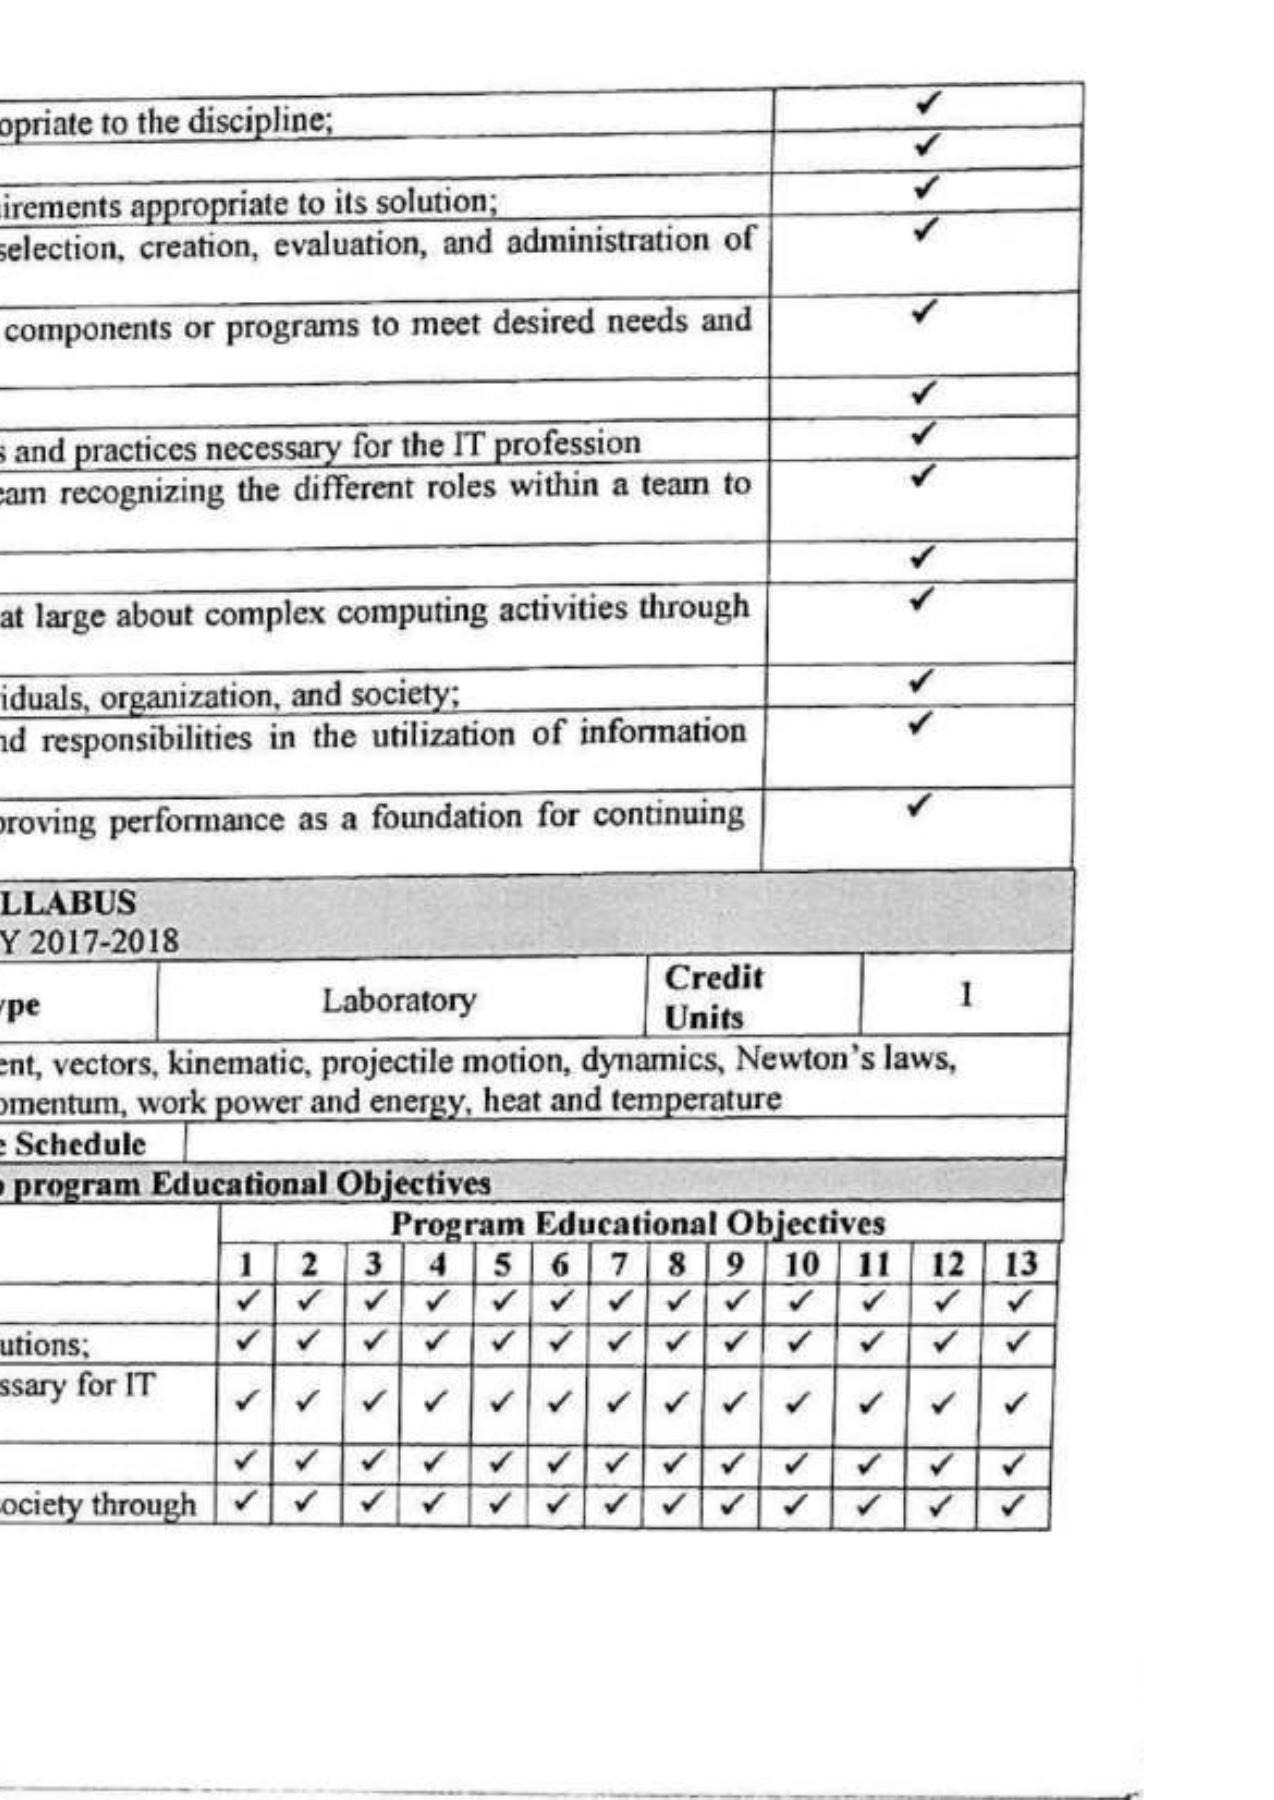 opriate to the discipline; ✓
✓
irements appropriate to its solution; ✓
selection, creation, evaluation, and administration of ✓
components or programs to meet desired needs and ✓
✓
s and practices necessary for the IT profession ✓
eam recognizing the different roles within a team to ✓
✓
at large about complex computing activities through ✓
iduals, organization, and society; ✓
nd responsibilities in the utilization of information ✓
proving performance as a foundation for continuing ✓
LLABUS
Y 2017-2018
ype Laboratory Credit Units 1
ent, vectors, kinematic, projectile motion, dynamics, Newton's laws,
omentum, work power and energy, heat and temperature
e Schedule
o program Educational Objectives
Program Educational Objectives
1 2 3 4 5 6 7 8 9 10 11 12 13
✓ ✓ ✓ ✓ ✓ ✓ ✓ ✓ ✓ ✓ ✓ ✓ ✓
utions; ✓ ✓ ✓ ✓ ✓ ✓ ✓ ✓ ✓ ✓ ✓ ✓ ✓
ssary for IT ✓ ✓ ✓ ✓ ✓ ✓ ✓ ✓ ✓ ✓ ✓ ✓ ✓
✓ ✓ ✓ ✓ ✓ ✓ ✓ ✓ ✓ ✓ ✓ ✓ ✓
ociety through ✓ ✓ ✓ ✓ ✓ ✓ ✓ ✓ ✓ ✓ ✓ ✓ ✓